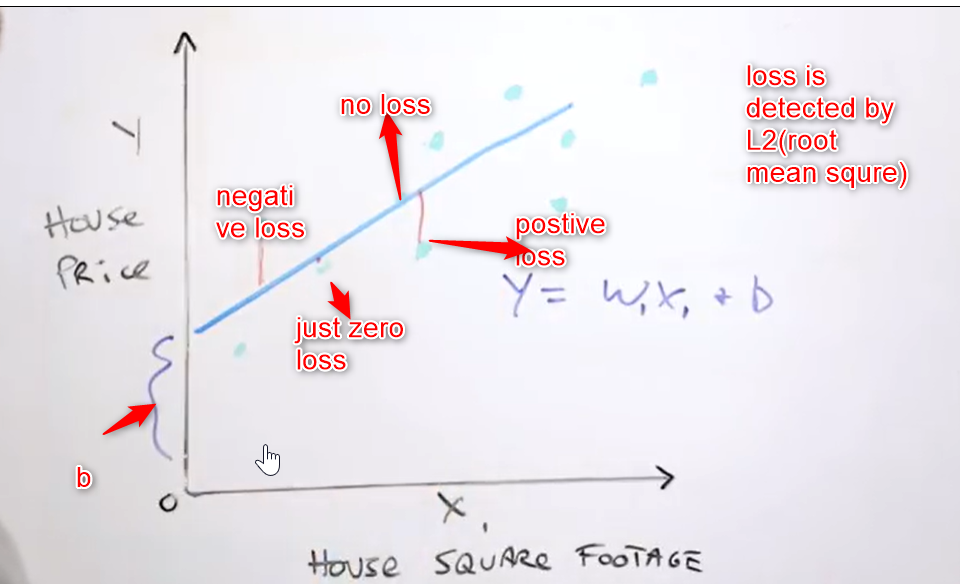 no loss
loss is
detected by
L2(root
mean squre)
Y
negati
ve loss
House
Price
postive
loss
Y = W₁X₁ + b
just zero
loss
b
0
X₁
House Square Footage